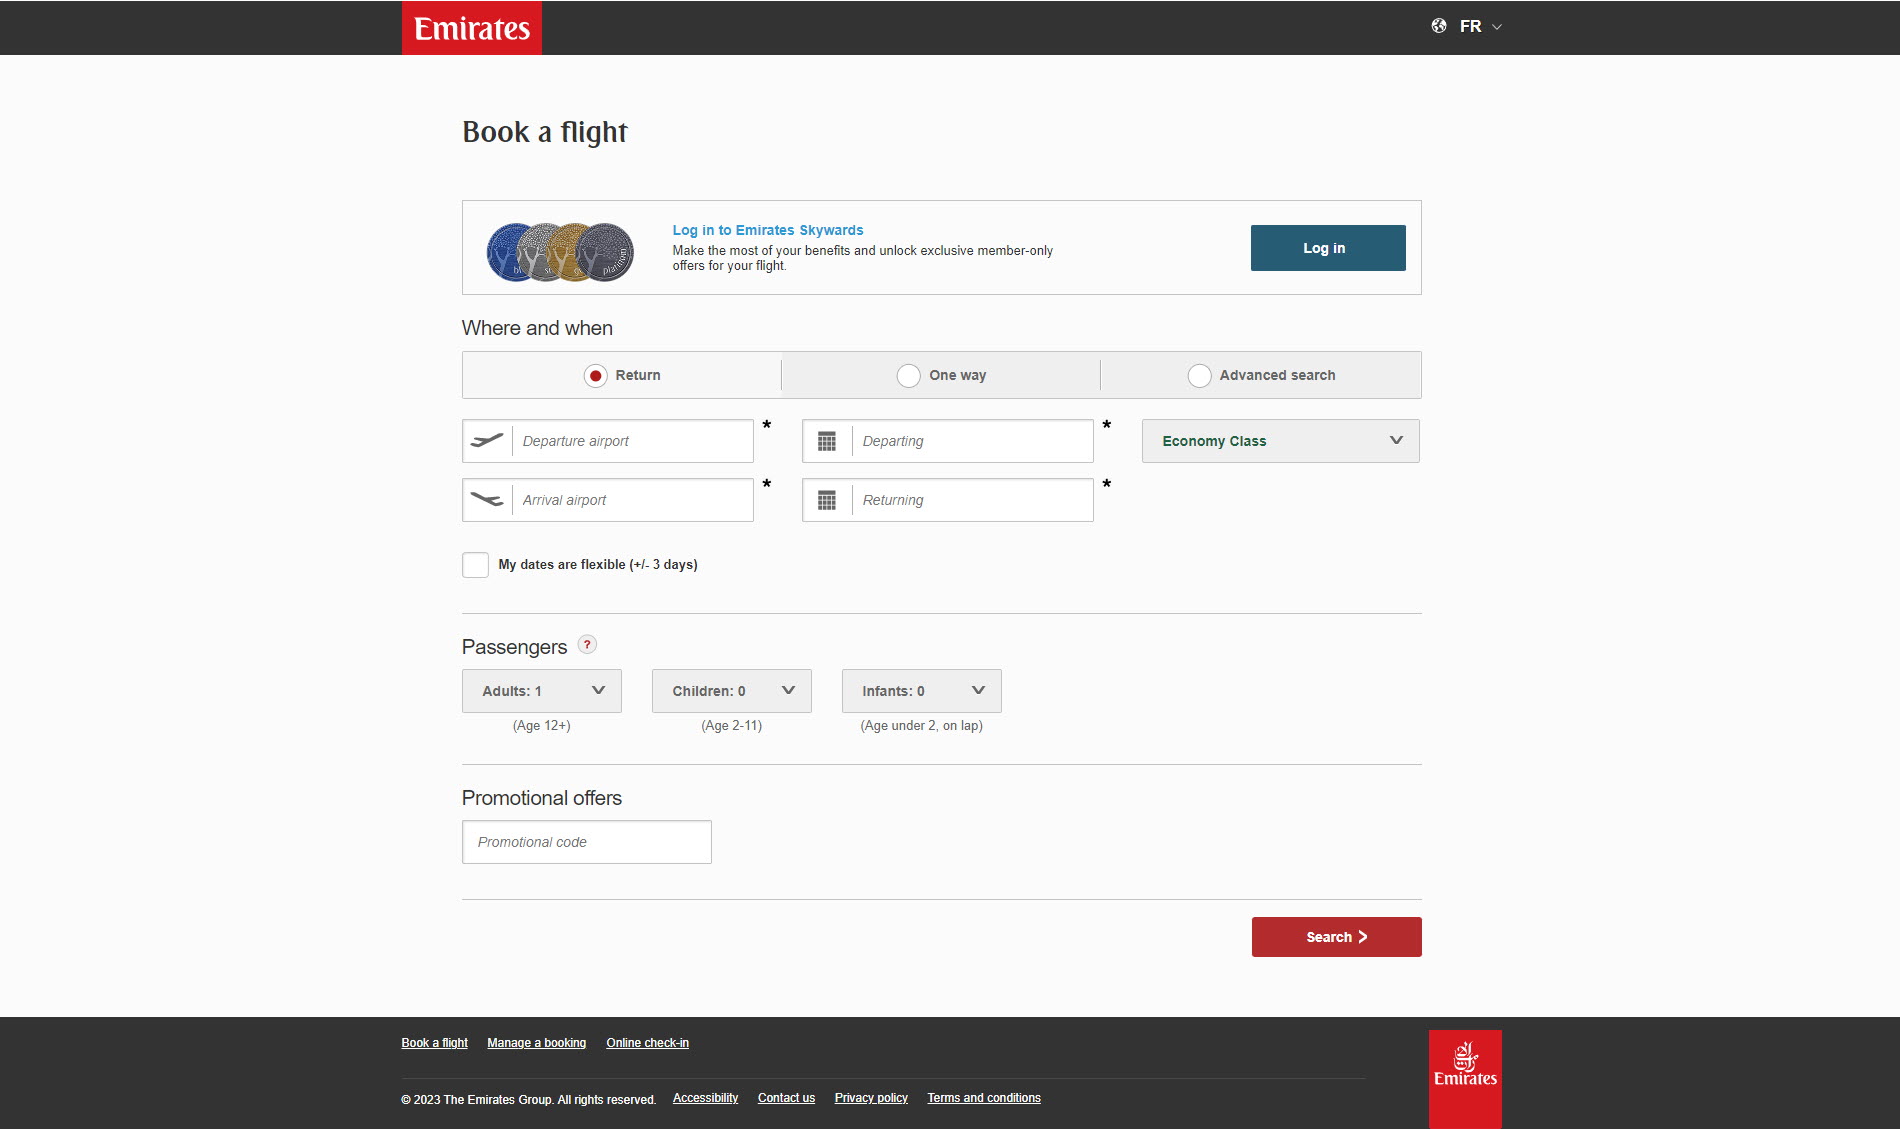 Emirates
FR
Book a flight
Log in to Emirates Skywards
Make the most of your benefits and unlock exclusive member-only
offers for your flight.
Log in
platinum
Where and when
Return
One way
Advanced search
Departure airport
*
Departing
*
Economy Class
Arrival airport
*
Returning
*
My dates are flexible (+/- 3 days)
Passengers ?
Adults: 1
Children: 0
Infants: 0
(Age 12+)
(Age 2-11)
(Age under 2, on lap)
Promotional offers
Promotional code
Search
Book a flight
Manage a booking
Online check-in
Emirates
© 2023 The Emirates Group. All rights reserved.
Accessibility
Contact us
Privacy policy
Terms and conditions